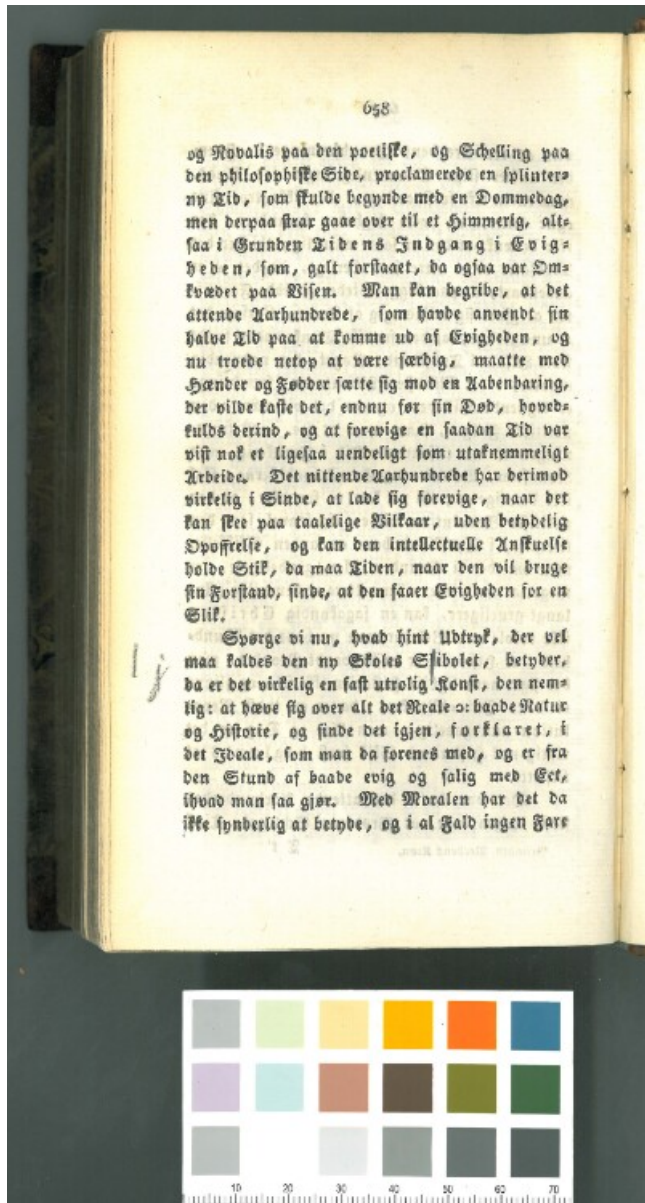 658
og Novalis paa den poetiske, og Schelling paa
den philosophiske Side, proclamerede en splinter-
ny Tid, som skulde begynde med en Dommedag,
men derpaa strax gaae over til et Himmerig, alt-
saa i Grunden Tidens Indgang i Evig-
heden, som, galt forstaaet, da ogsaa var Om-
kvædet paa Visen. Man kan begribe, at det
attende Aarhundrede, som havde anvendt sin
halve Tid paa at komme ud af Evigheden, og
nu troede netop at være færdig, maatte med
Hænder og Fødder sætte sig mod en Aabenbaring,
der vilde kaste det, endnu før sin Død, hoved-
kulds derind, og at forevige en saadan Tid var
vist nok et ligesaa uendeligt som utaknemmeligt
Arbeide. Det nittende Aarhundrede har derimod
virkelig i Sinde, at lade sig forevige, naar det
kan skee paa taalelige Vilkaar, uden betydelig
Opoffrelse, og kan den intellectuelle Anskuelse
holde Stik, da maa Tiden, naar den vil bruge
sin Forstand, finde, at den faaer Evigheden for en
Slik.
Spørge vi nu, hvad hint Udtryk, der vel
maa kaldes den ny Skoles Skibolet, betyder,
da er det virkelig en fast utrolig Konst, den nem-
lig: at hæve sig over alt det Reale ɔ: baade Natur
og Historie, og finde det igjen, forklaret, i
det Ideale, som man da forenes med, og er fra
den Stund af baade evig og salig med Eet,
ihvad man saa gjør. Med Moralen har det da
ikke synderlig at betyde, og i al Fald ingen Fare
10 20 30 40 50 60 70